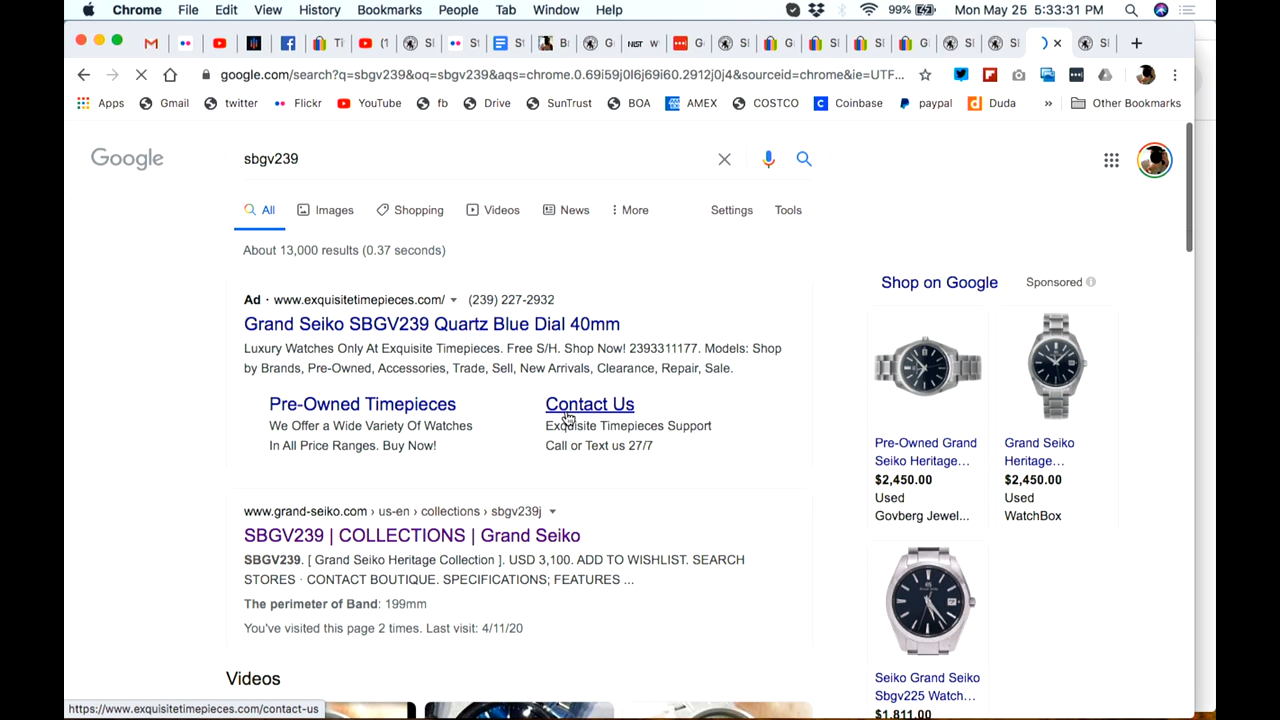 Chrome File Edit View History Bookmarks People Tab Window Help 99% Mon May 25 5:33:31 PM
google.com/search?q=sbgv239&oq=sbgv239&aqs=chrome.0.69i59j0l6j69i60.2912j0j4&sourceid=chrome&ie=UTF...
Apps Gmail twitter Flickr YouTube fb Drive SunTrust BOA AMEX COSTCO Coinbase paypal Duda » Other Bookmarks
Google sbgv239
All Images Shopping Videos News More Settings Tools
About 13,000 results (0.37 seconds)
Ad · www.exquisitetimepieces.com/ (239) 227-2932
Grand Seiko SBGV239 Quartz Blue Dial 40mm
Luxury Watches Only At Exquisite Timepieces. Free S/H. Shop Now! 2393311177. Models: Shop
by Brands, Pre-Owned, Accessories, Trade, Sell, New Arrivals, Clearance, Repair, Sale.
Pre-Owned Timepieces
We Offer a Wide Variety Of Watches
In All Price Ranges. Buy Now!
Contact Us
Exquisite Timepieces Support
Call or Text us 27/7
www.grand-seiko.com › us-en › collections › sbgv239j
SBGV239 | COLLECTIONS | Grand Seiko
SBGV239. [ Grand Seiko Heritage Collection ]. USD 3,100. ADD TO WISHLIST. SEARCH
STORES · CONTACT BOUTIQUE. SPECIFICATIONS; FEATURES ...
The perimeter of Band: 199mm
You've visited this page 2 times. Last visit: 4/11/20
Videos
Shop on Google Sponsored
Pre-Owned Grand
Seiko Heritage...
$2,450.00
Used
Govberg Jewel...
Grand Seiko
Heritage...
$2,450.00
Used
WatchBox
Seiko Grand Seiko
Sbgv225 Watch...
$1,811.00
https://www.exquisitetimepieces.com/contact-us